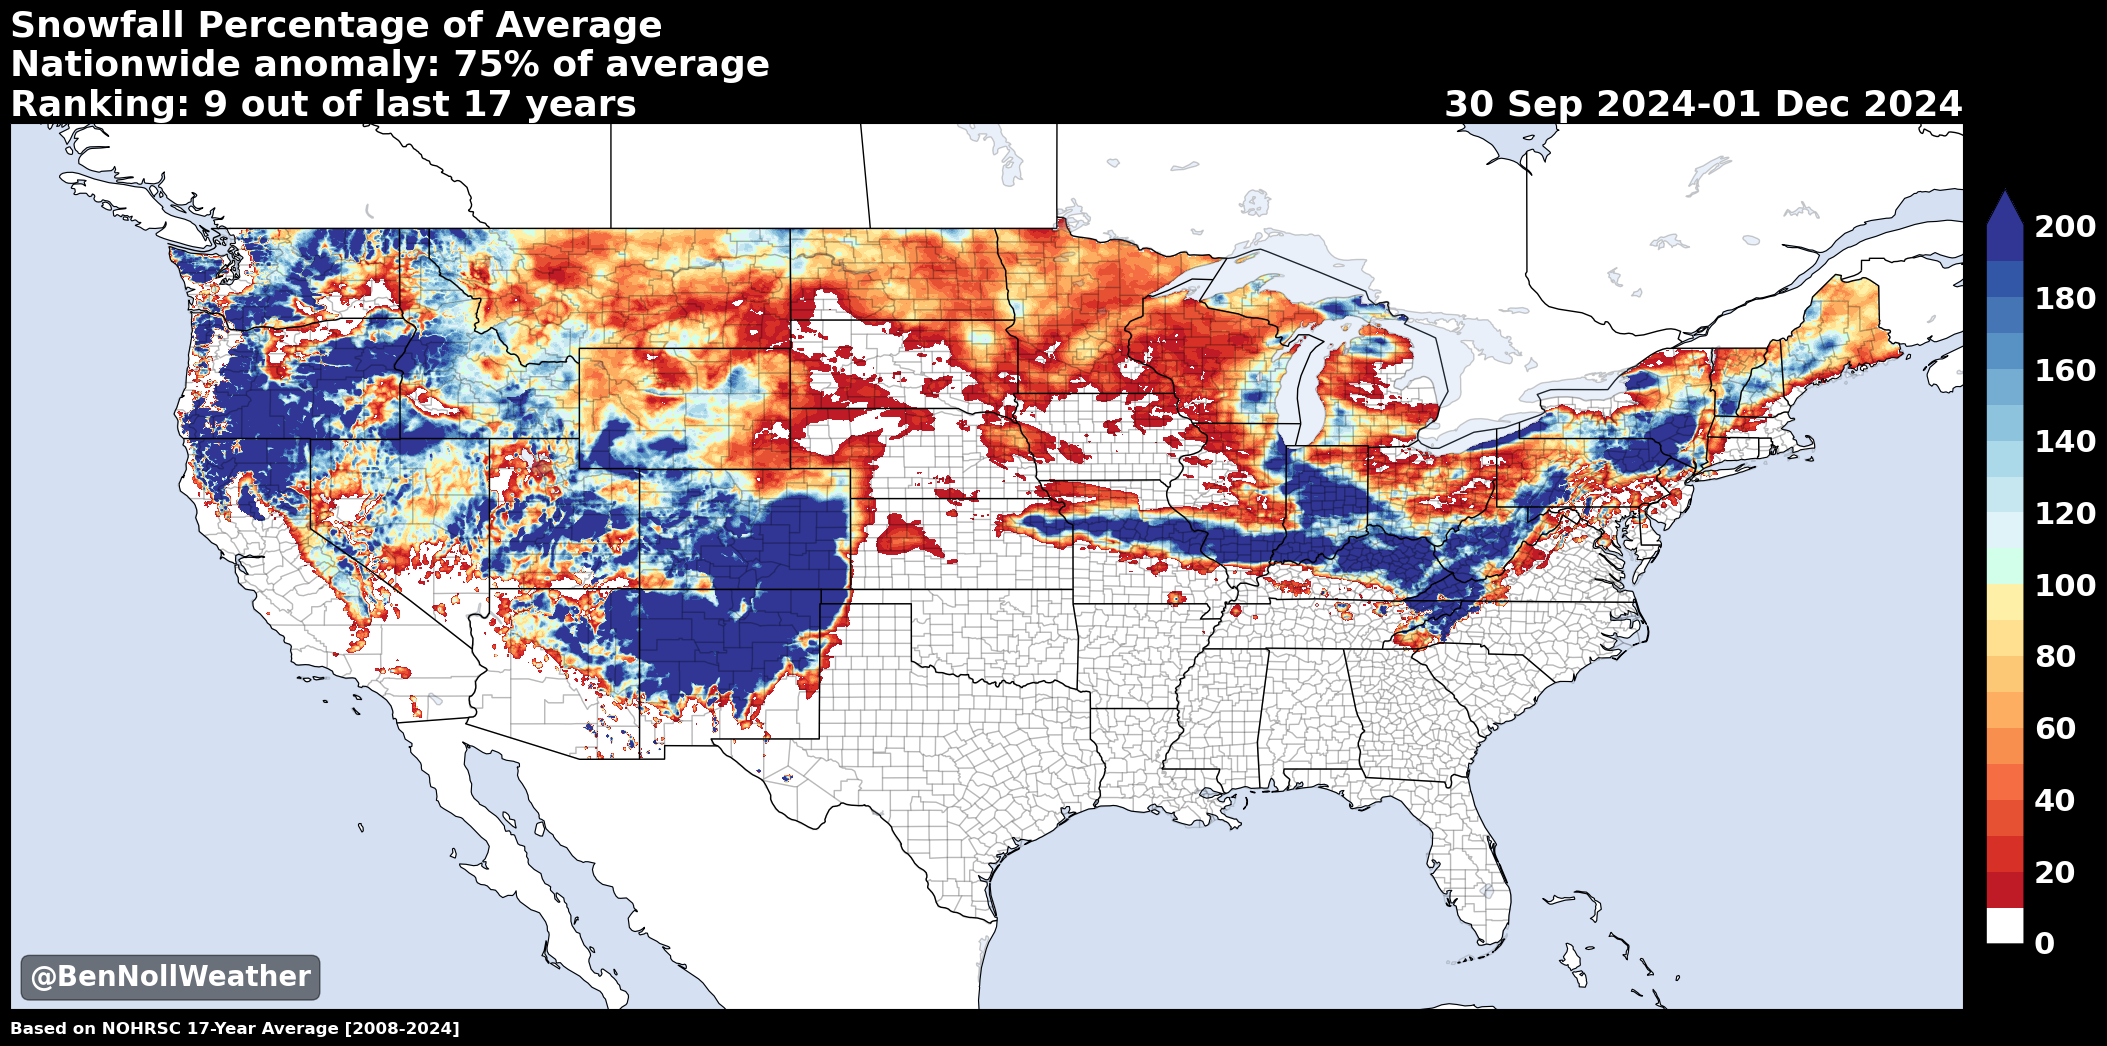 Snowfall Percentage of Average
Nationwide anomaly: 75% of average
Ranking: 9 out of last 17 years
30 Sep 2024-01 Dec 2024
200
180
160
140
120
100
80
60
40
20
0
@BenNollWeather
Based on NOHRSC 17-Year Average [2008-2024]